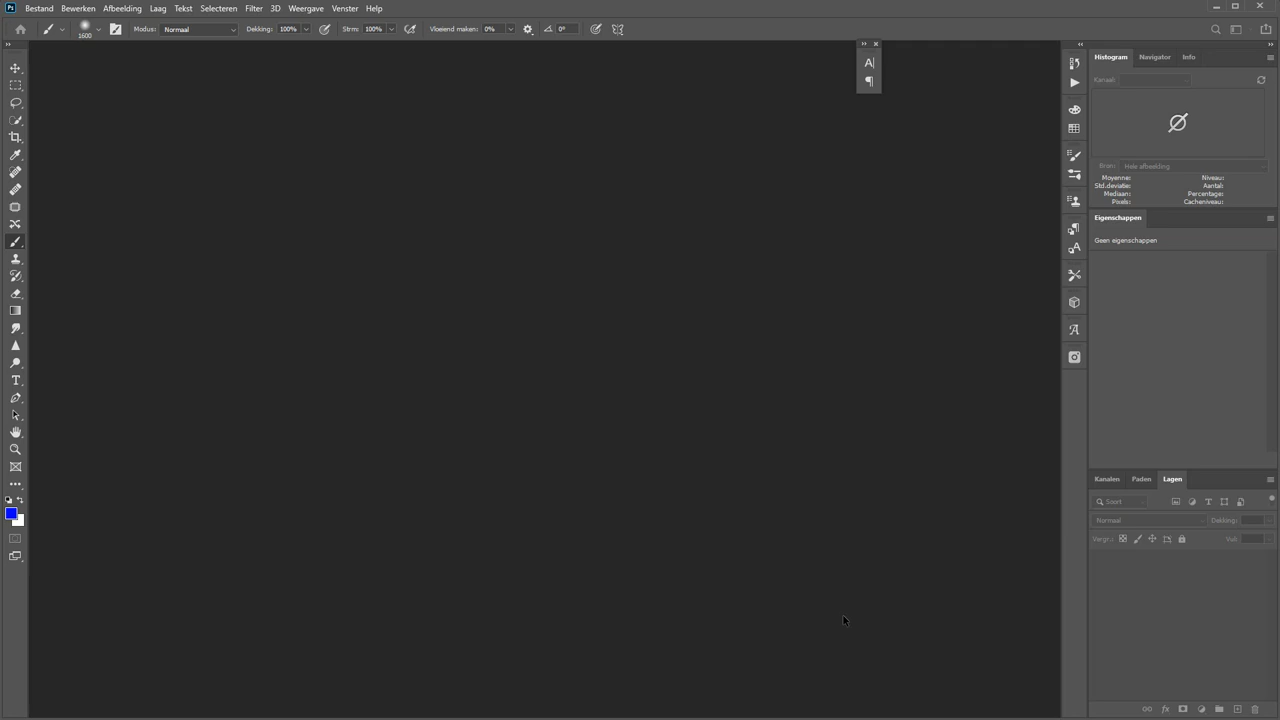 Ps Bestand Bewerken Afbeelding Laag Tekst Selecteren Filter 3D Weergave Venster Help
1600 Modus: Normaal Dekking: 100% Strm: 100% Vloeiend maken: 0% 0°
Histogram Navigator Info
Kanaal:
Bron: Hele afbeelding
Moyenne: Niveau:
Std.deviatie: Aantal:
Mediaan: Percentage:
Pixels: Cacheniveau:
Eigenschappen
Geen eigenschappen
Kanalen Paden Lagen
Soort
Normaal Dekking:
Vergr.: Vul: